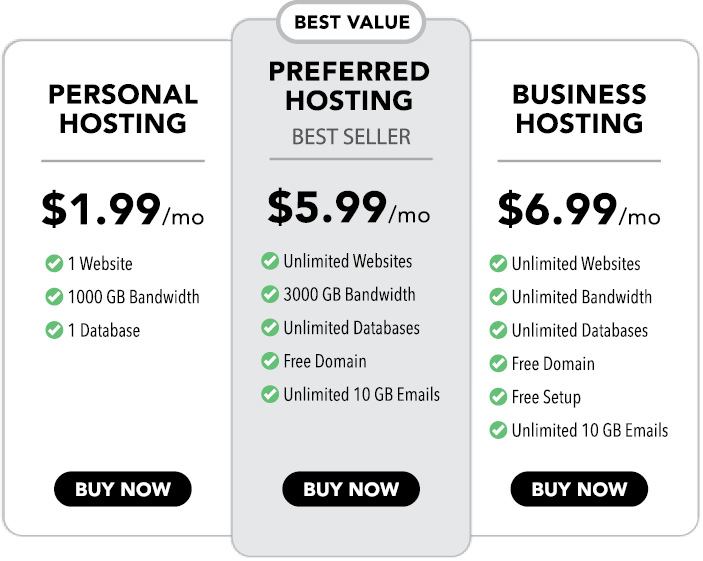 PERSONAL
HOSTING
$1.99/mo
1 Website
1000 GB Bandwidth
1 Database
BUY NOW
BEST VALUE
PREFERRED
HOSTING
BEST SELLER
$5.99/mo
Unlimited Websites
3000 GB Bandwidth
Unlimited Databases
Free Domain
Unlimited 10 GB Emails
BUY NOW
BUSINESS
HOSTING
$6.99/mo
Unlimited Websites
Unlimited Bandwidth
Unlimited Databases
Free Domain
Free Setup
Unlimited 10 GB Emails
BUY NOW